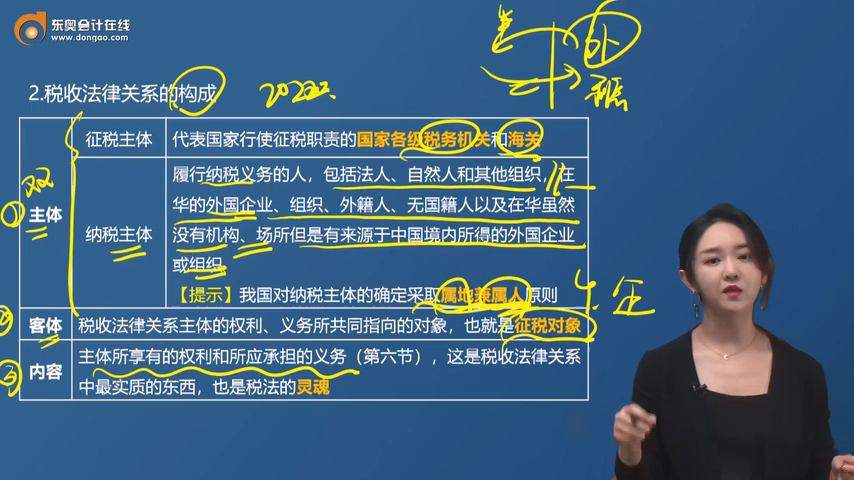 东奥会计在线
www.dongao.com
2.税收法律关系的构成
征税主体
代表国家行使征税职责的国家各级税务机关和海关
双
①主体
纳税主体
履行纳税义务的人，包括法人、自然人和其他组织，在
华的外国企业、组织、外籍人、无国籍人以及在华虽然
没有机构、场所但是有来源于中国境内所得的外国企业
或组织
【提示】我国对纳税主体的确定采取属地兼属人原则
②客体
税收法律关系主体的权利、义务所共同指向的对象，也就是征税对象
③内容
主体所享有的权利和所应承担的义务（第六节），这是税收法律关系
中最实质的东西，也是税法的灵魂